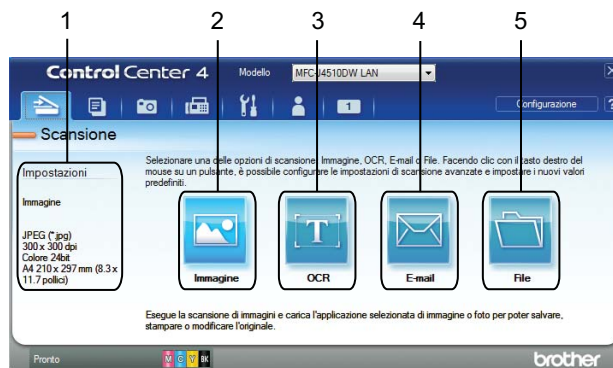 1 2 3 4 5
Control Center 4 Modello MFC-J4510DW LAN
1 Configurazione ?
Scansione
Impostazioni
Immagine
JPEG (*.jpg)
300 x 300 dpi
Colore 24bit
A4 210 x 297 mm (8.3 x
11.7 pollici)
Selezionare una delle opzioni di scansione: Immagine, OCR, E-mail o File. Facendo clic con il tasto destro del
mouse su un pulsante, è possibile configurare le impostazioni di scansione avanzate e impostare i nuovi valori
predefiniti.
T
Immagine OCR E-mail File
Esegue la scansione di immagini e carica l'applicazione selezionata di immagine o foto per poter salvare,
stampare o modificare l'originale.
Pronto M C Y BK brother